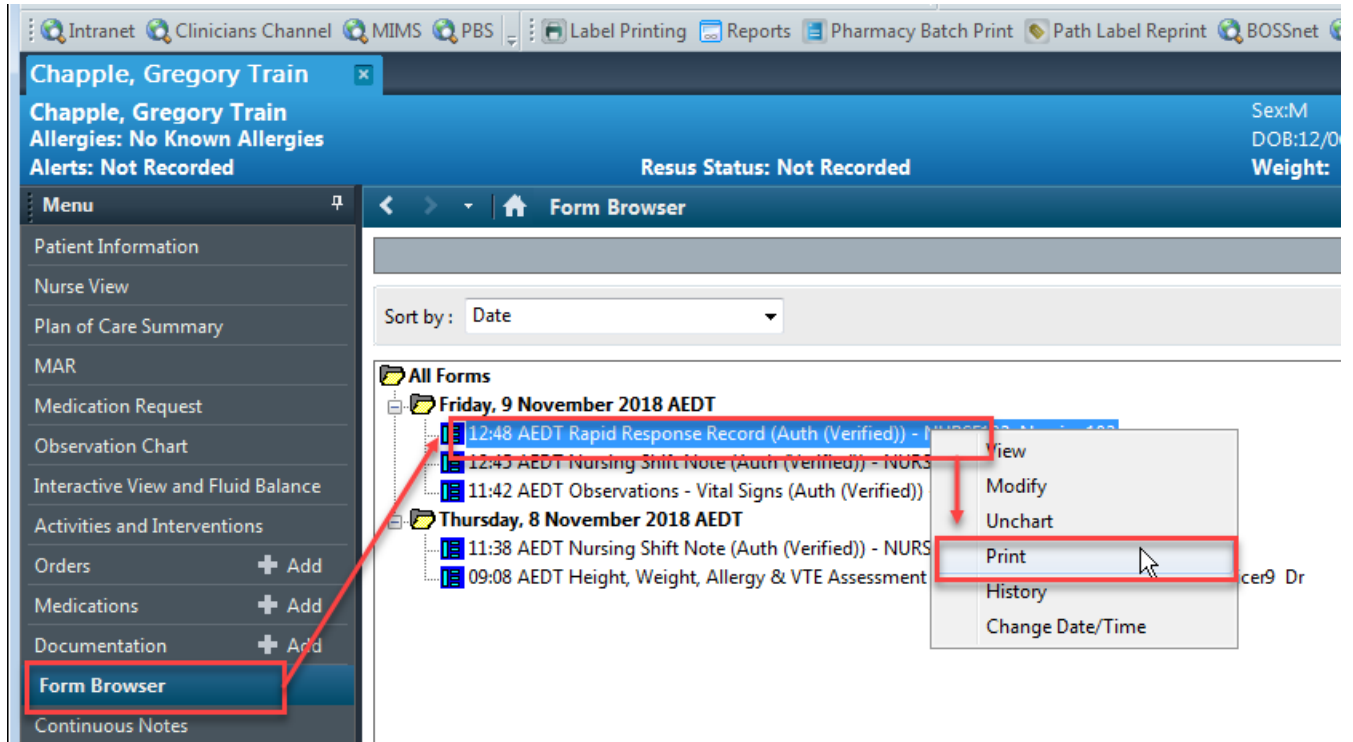 Intranet Clinicians Channel MIMS PBS Label Printing Reports Pharmacy Batch Print Path Label Reprint BOSSnet
Chapple, Gregory Train
Chapple, Gregory Train
Sex:M
Allergies: No Known Allergies
DOB:12/0
Alerts: Not Recorded
Resus Status: Not Recorded
Weight:
Menu
Form Browser
Patient Information
Nurse View
Plan of Care Summary
MAR
Medication Request
Observation Chart
Interactive View and Fluid Balance
Activities and Interventions
Orders Add
Medications Add
Documentation Add
Form Browser
Continuous Notes
Sort by : Date
All Forms
Friday, 9 November 2018 AEDT
12:48 AEDT Rapid Response Record (Auth (Verified)) -
12:45 AEDT Nursing Shift Note (Auth (Verified)) - NURS
11:42 AEDT Observations - Vital Signs (Auth (Verified))
Thursday, 8 November 2018 AEDT
11:38 AEDT Nursing Shift Note (Auth (Verified)) - NURS
09:08 AEDT Height, Weight, Allergy & VTE Assessment cer9 Dr
View
Modify
Unchart
Print
History
Change Date/Time